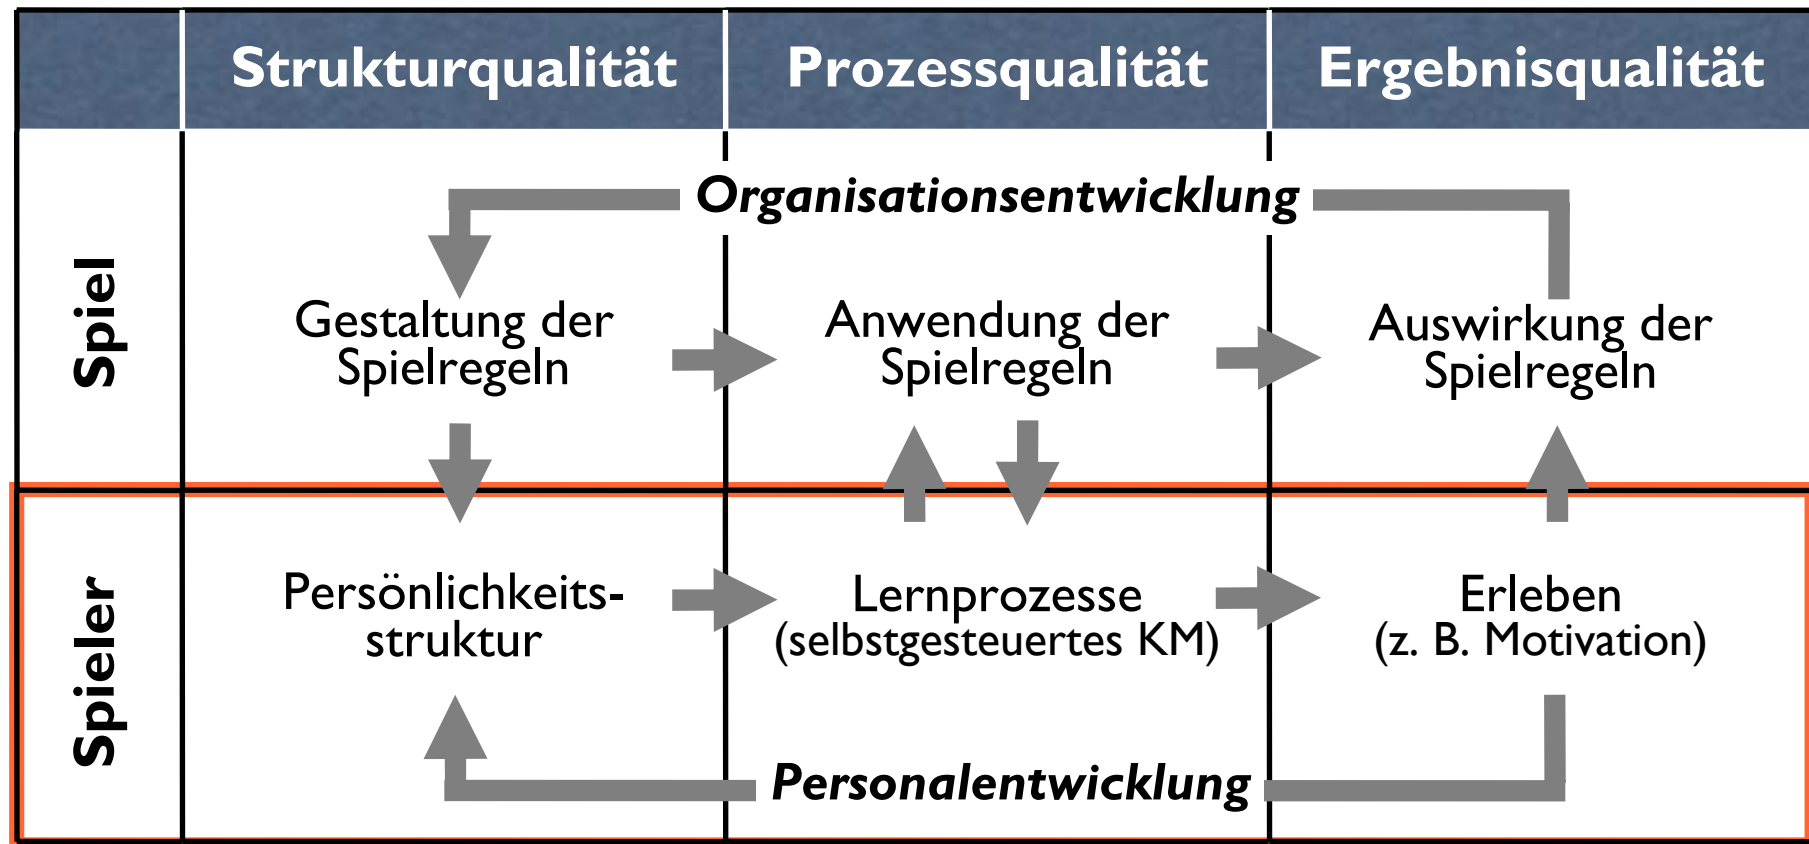 Strukturqualität
Prozessqualität
Ergebnisqualität
Spiel
Organisationsentwicklung
Gestaltung der
Spielregeln
Anwendung der
Spielregeln
Auswirkung der
Spielregeln
Spieler
Persönlichkeits-
struktur
Lernprozesse
(selbstgesteuertes KM)
Erleben
(z. B. Motivation)
Personalentwicklung